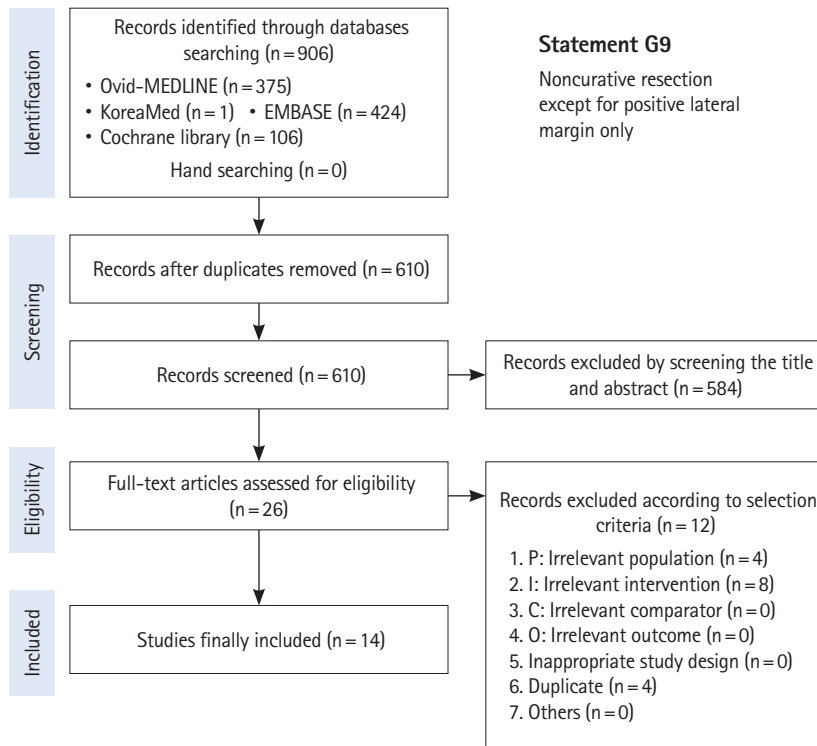 Identification
Records identified through databases
searching (n=906)
• Ovid-MEDLINE (n=375)
• KoreaMed (n=1) • EMBASE (n=424)
• Cochrane library (n=106)
Hand searching (n=0)
Statement G9
Noncurative resection
except for positive lateral
margin only
Screening
Records after duplicates removed (n=610)
Records screened (n=610)
Records excluded by screening the title
and abstract (n=584)
Eligibility
Full-text articles assessed for eligibility
(n=26)
Records excluded according to selection
criteria (n=12)
1. P: Irrelevant population (n=4)
2. I: Irrelevant intervention (n=8)
3. C: Irrelevant comparator (n=0)
4. O: Irrelevant outcome (n=0)
5. Inappropriate study design (n=0)
6. Duplicate (n=4)
7. Others (n=0)
Included
Studies finally included (n=14)